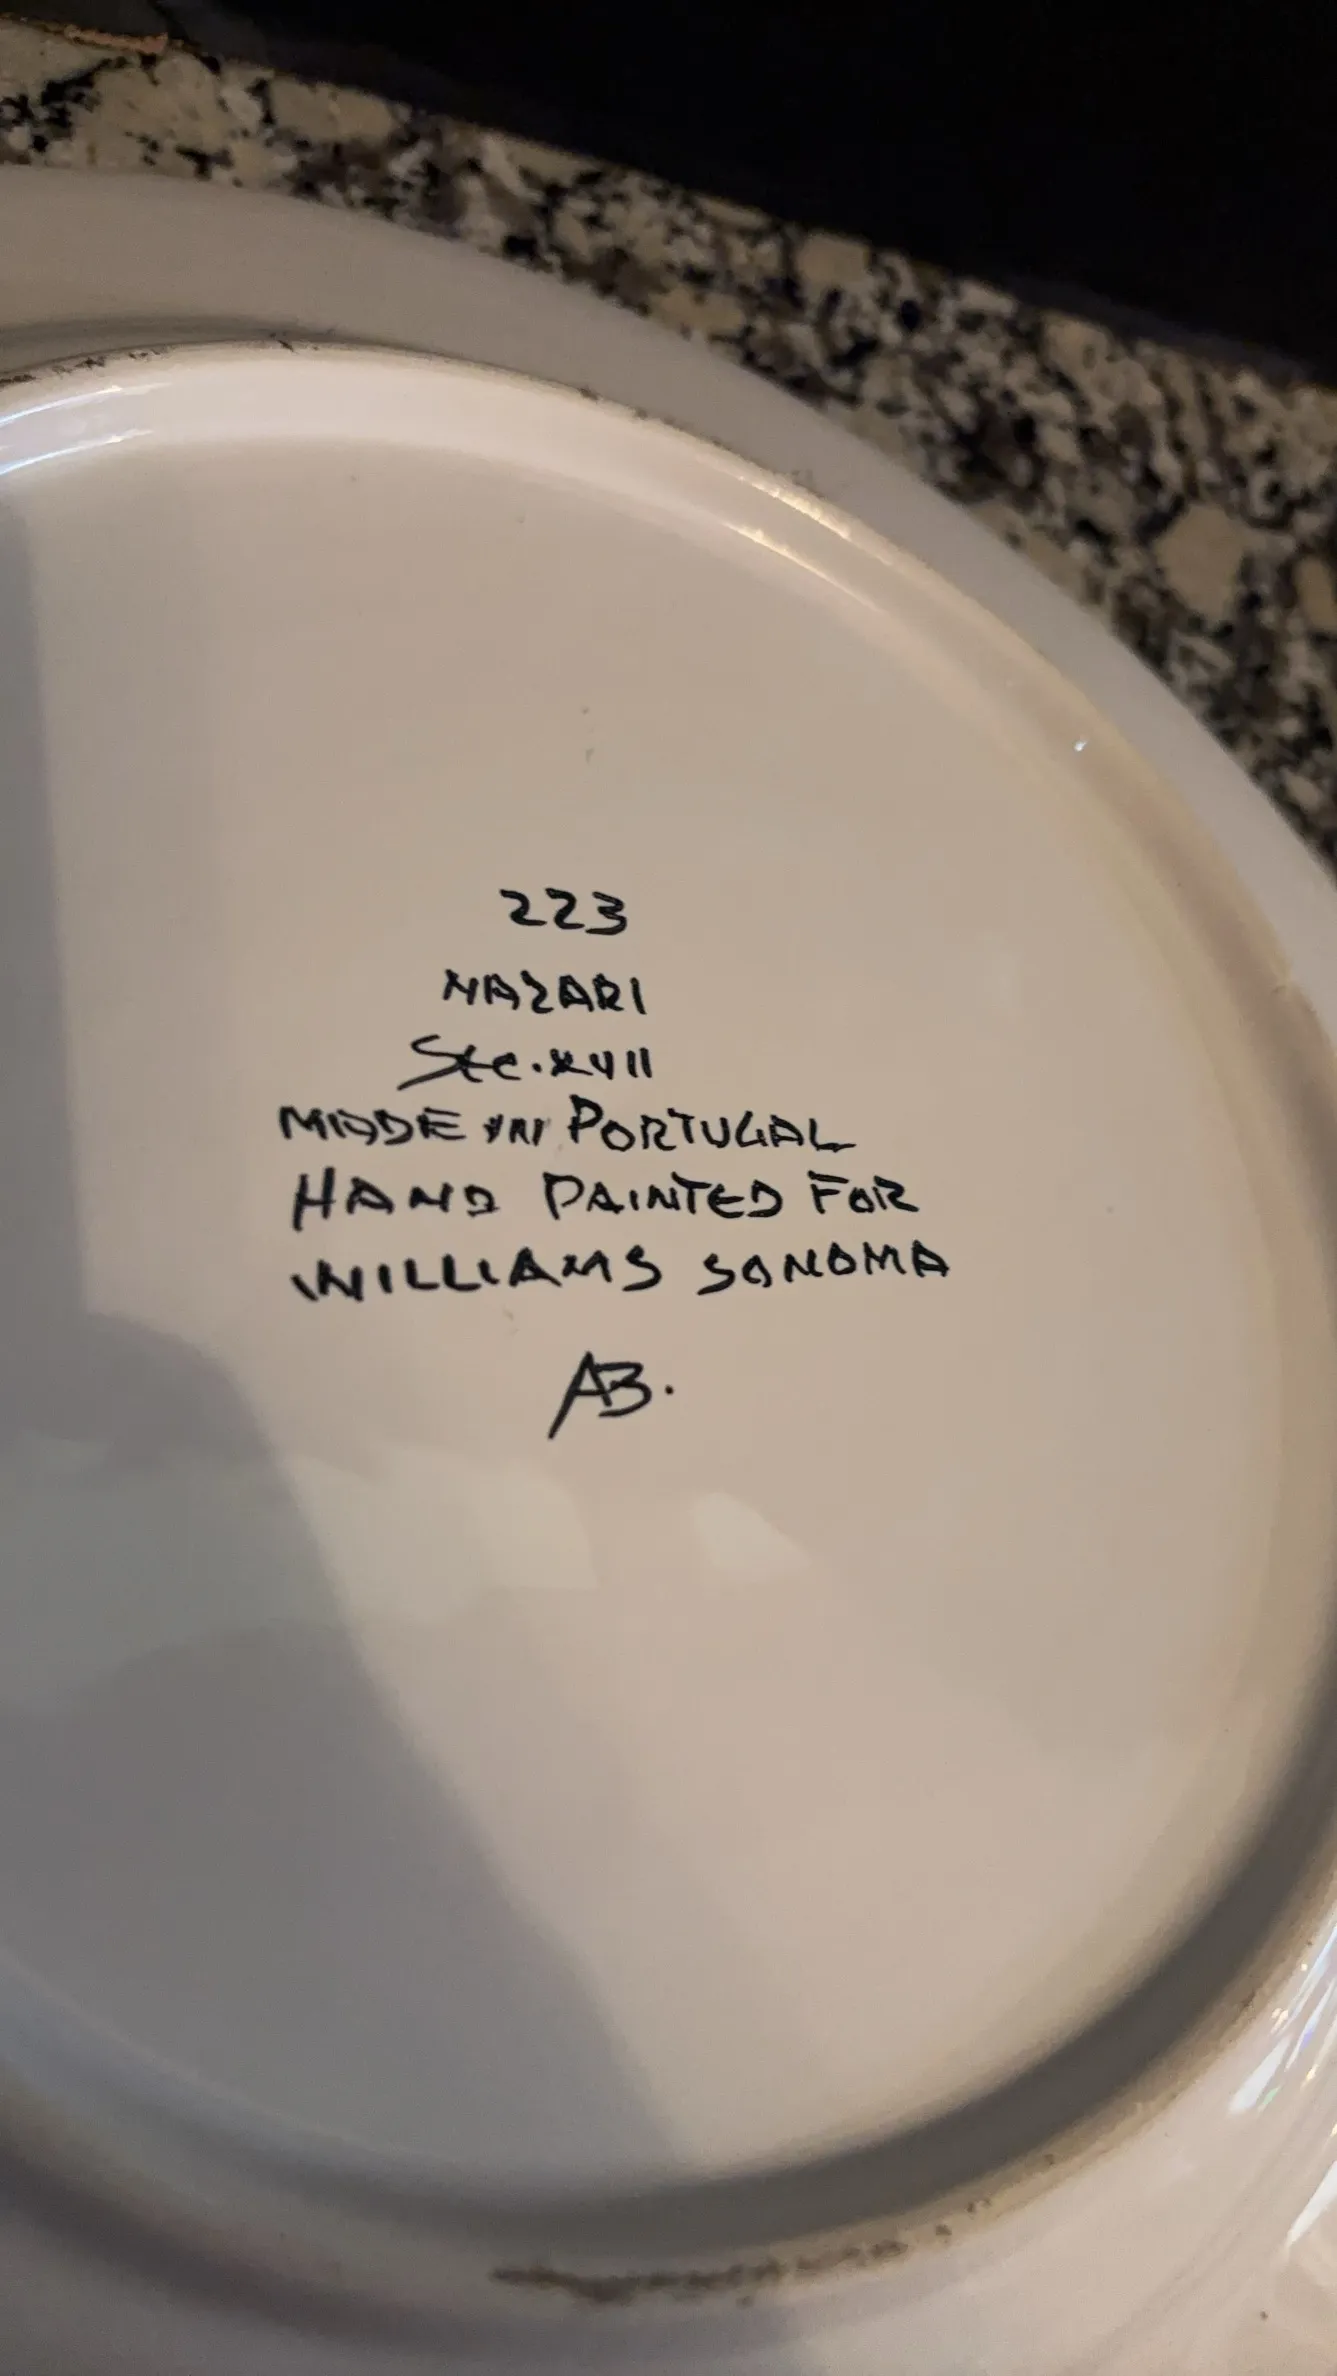 223
NAZARI
Sec. XVII
MADE IN PORTUGAL
HAND PAINTED FOR
WILLIAMS SONOMA
AB.